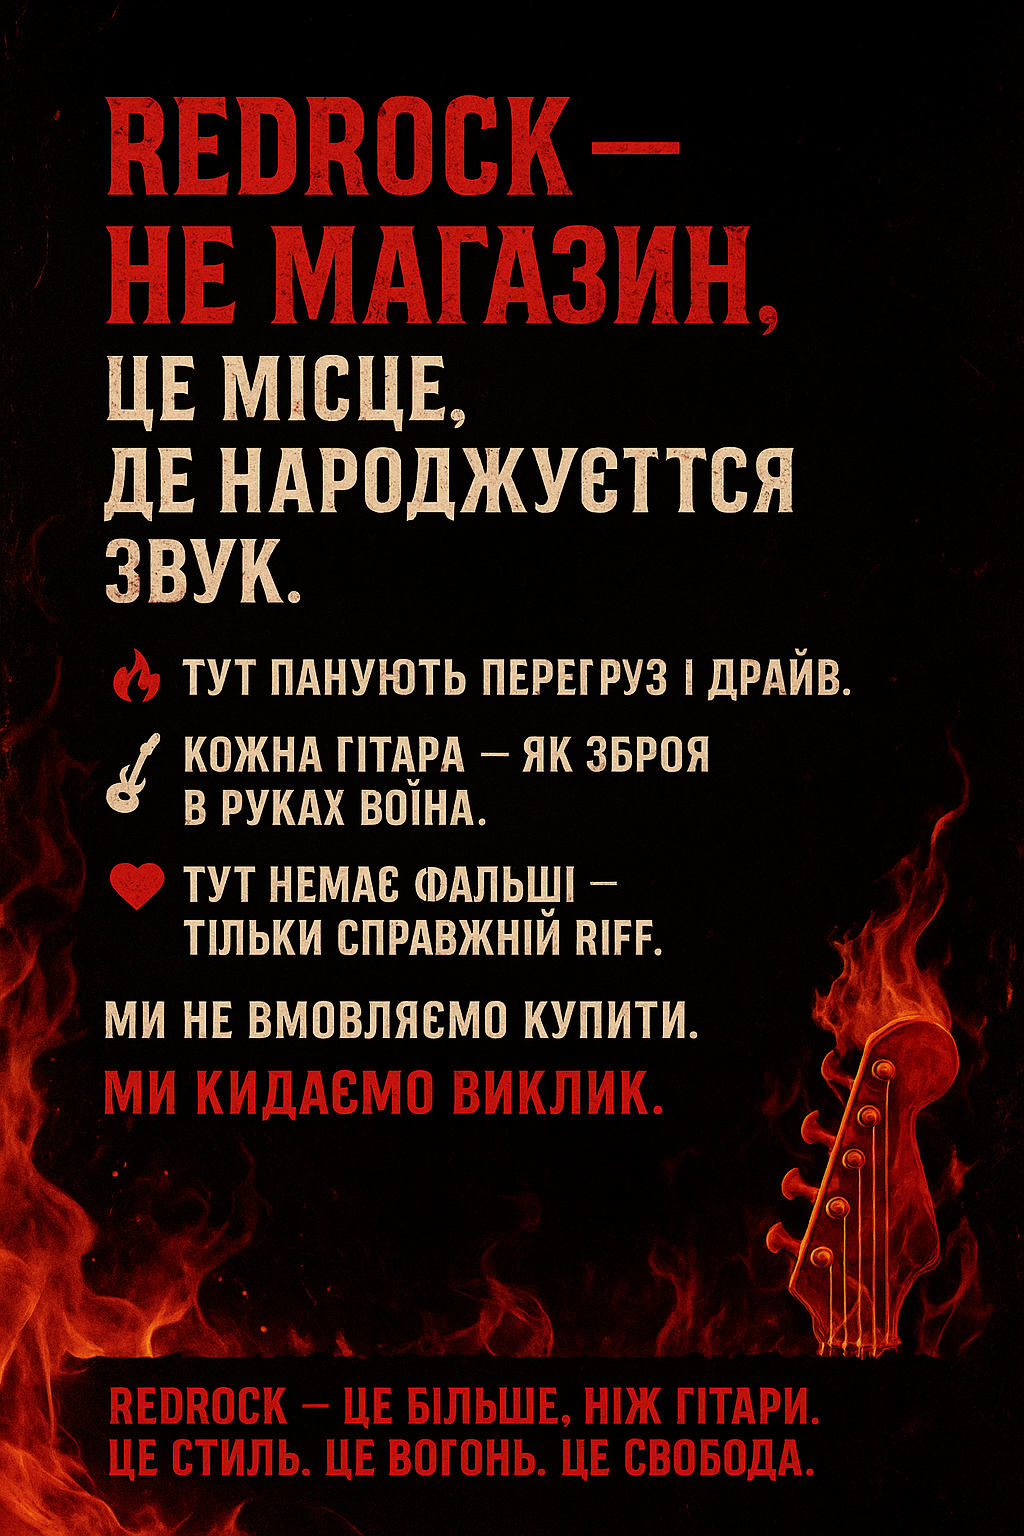 REDROCK —
НЕ МАГАЗИН,
ЦЕ МІСЦЕ,
ДЕ НАРОДЖУЄТТСЯ
ЗВУК.
ТУТ ПАНУЮТЬ ПЕРЕГРУЗ І ДРАЙВ.
КОЖНА ГІТАРА — ЯК ЗБРОЯ
В РУКАХ ВОЇНА.
ТУТ НЕМАЄ ФАЛЬШІ —
ТІЛЬКИ СПРАВЖНІЙ RIFF.
МИ НЕ ВМОВЛЯЄМО КУПИТИ.
МИ КИДАЄМО ВИКЛИК.
REDROCK — ЦЕ БІЛЬШЕ, НІЖ ГІТАРИ.
ЦЕ СТИЛЬ. ЦЕ ВОГОНЬ. ЦЕ СВОБОДА.